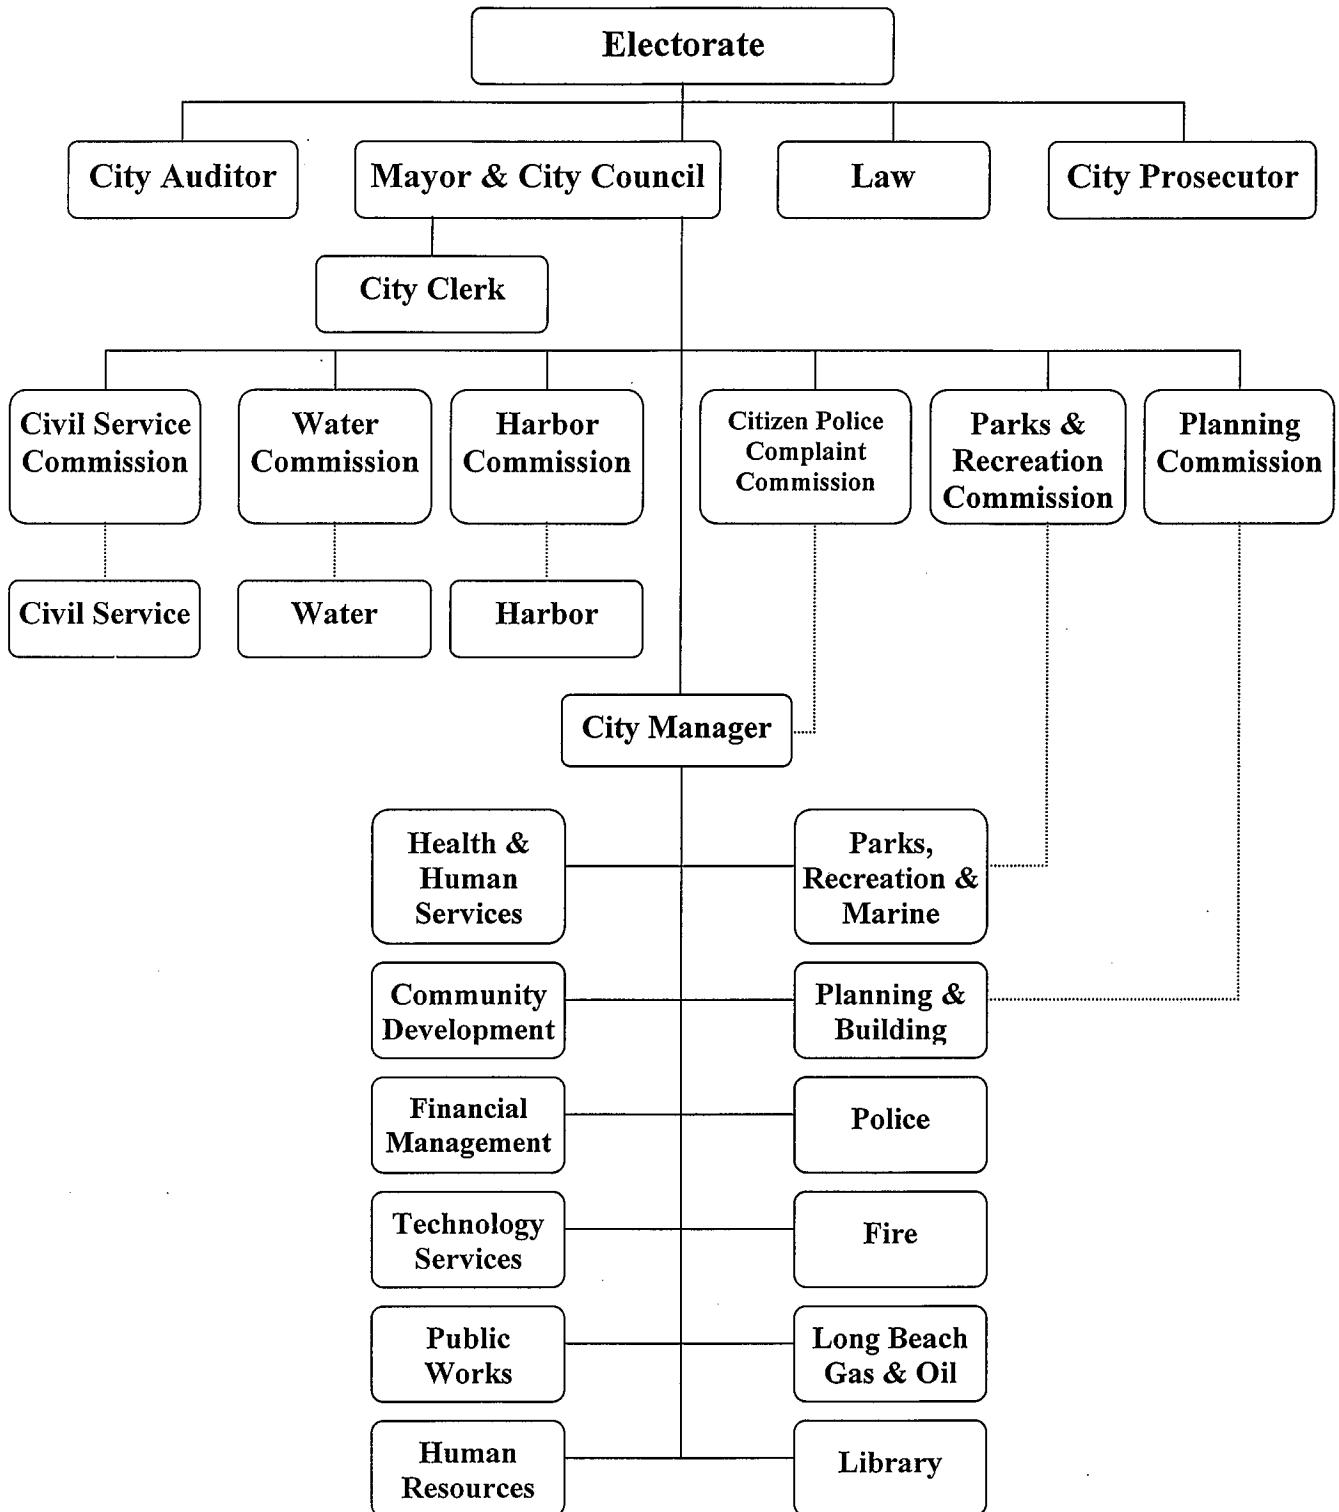 Electorate
City Auditor
Mayor & City Council
Law
City Prosecutor
City Clerk
Civil Service
Commission
Water
Commission
Harbor
Commission
Citizen Police
Complaint
Commission
Parks &
Recreation
Commission
Planning
Commission
Civil Service
Water
Harbor
City Manager
Health &
Human
Services
Parks,
Recreation &
Marine
Community
Development
Planning &
Building
Financial
Management
Police
Technology
Services
Fire
Public
Works
Long Beach
Gas & Oil
Human
Resources
Library